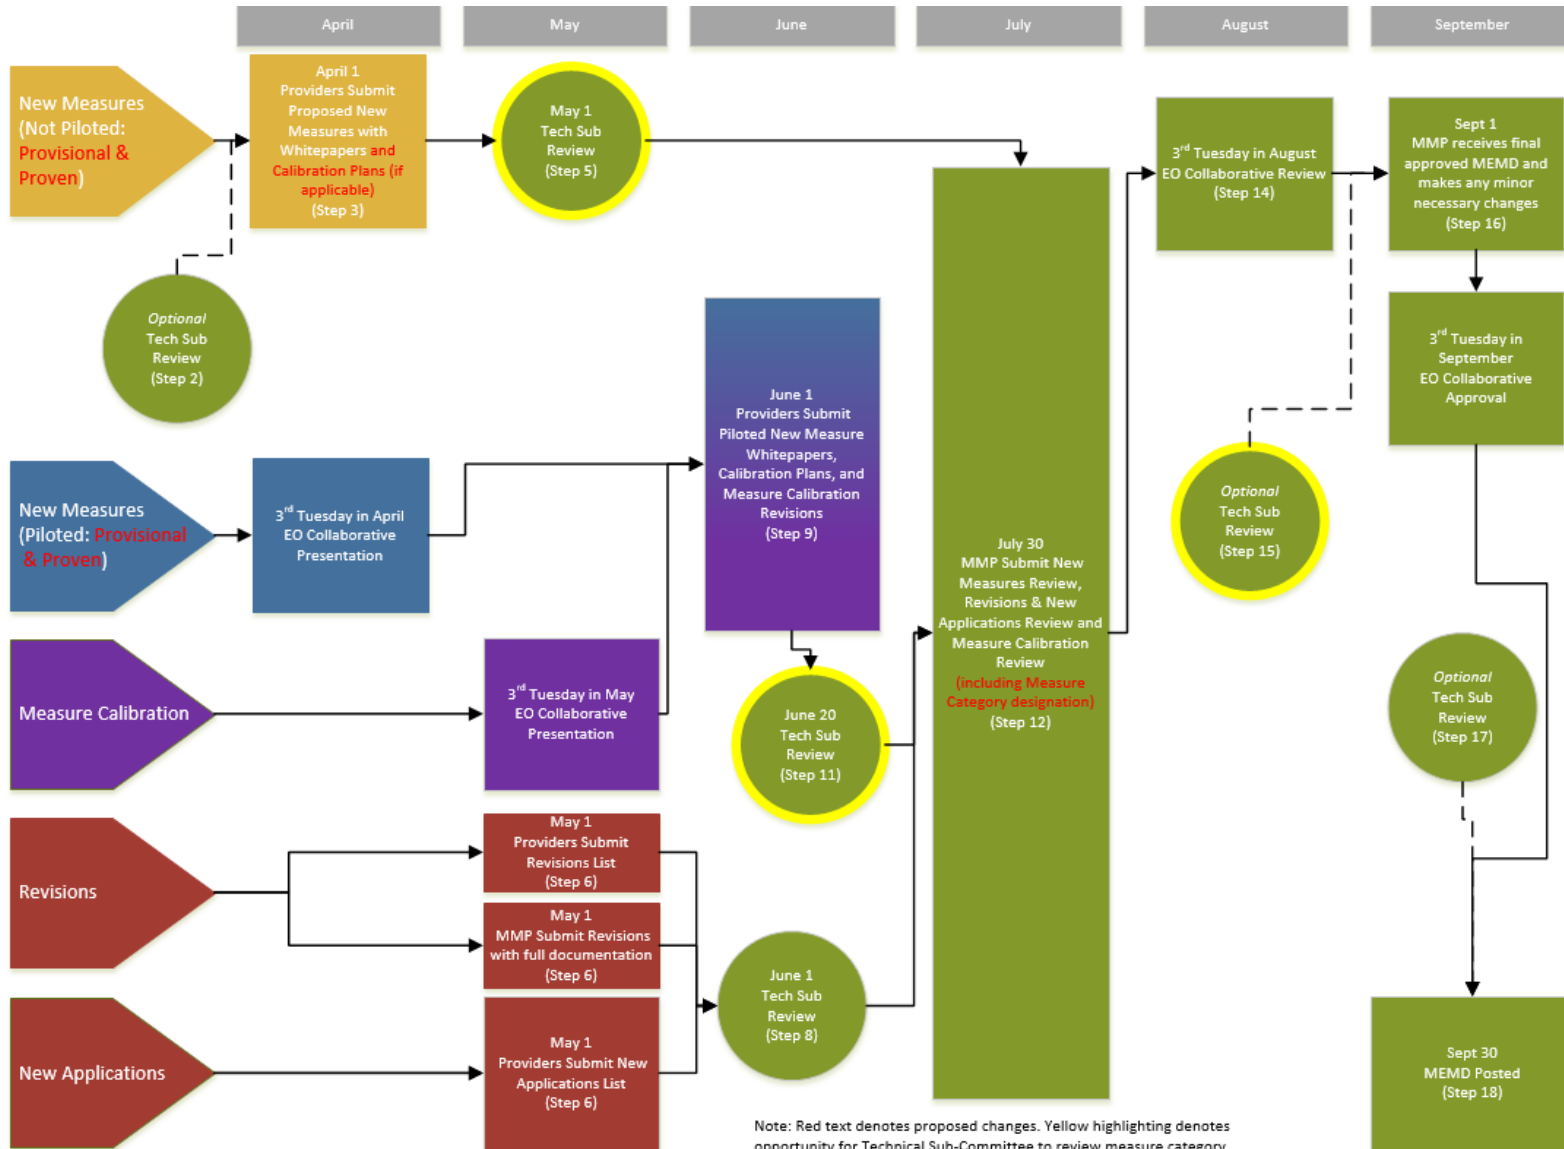 April
May
June
July
August
September
New Measures
(Not Piloted:
Provisional &
Proven)
April 1
Providers Submit
Proposed New
Measures with
Whitepapers and
Calibration Plans (if
applicable)
(Step 3)
May 1
Tech Sub
Review
(Step 5)
3rd Tuesday in August
EO Collaborative Review
(Step 14)
Sept 1
MMP receives final
approved MEMD and
makes any minor
necessary changes
(Step 16)
Optional
Tech Sub
Review
(Step 2)
June 1
Providers Submit
Piloted New Measure
Whitepapers,
Calibration Plans, and
Measure Calibration
Revisions
(Step 9)
3rd Tuesday in
September
EO Collaborative
Approval
New Measures
(Piloted: Provisional
& Proven)
3rd Tuesday in April
EO Collaborative
Presentation
July 30
MMP Submit New
Measures Review,
Revisions & New
Applications Review and
Measure Calibration
Review
(including Measure
Category designation)
(Step 12)
Optional
Tech Sub
Review
(Step 15)
Measure Calibration
3rd Tuesday in May
EO Collaborative
Presentation
June 20
Tech Sub
Review
(Step 11)
Optional
Tech Sub
Review
(Step 17)
Revisions
May 1
Providers Submit
Revisions List
(Step 6)
May 1
MMP Submit Revisions
with full documentation
(Step 6)
June 1
Tech Sub
Review
(Step 8)
New Applications
May 1
Providers Submit New
Applications List
(Step 6)
Sept 30
MEMD Posted
(Step 18)
Note: Red text denotes proposed changes. Yellow highlighting denotes
opportunity for Technical Sub-Committee to review measure category